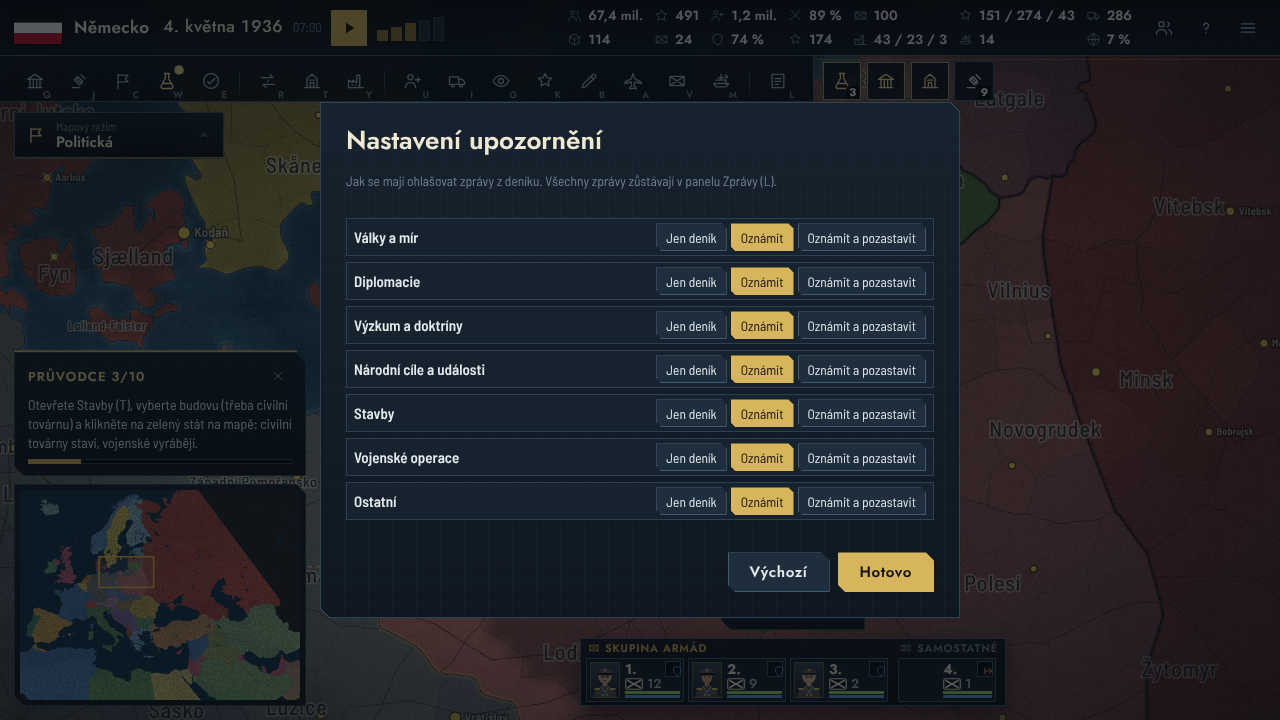 Německo 4. května 1936 07:00
67,4 mil. 491 1,2 mil. 89 % 100 151 / 274 / 43 286
114 24 74 % 174 43 / 23 / 3 14 7 %
?
Q J C W E R T Y U I G K B A V M L
3 9
Mapový režim
Politická
Latgale
Skåne
Aarhus
Kodaň
Sjælland
Fyn
Lolland-Falster
Vitebsk
Vitebsk
Vilnius
Minsk
Novogrudek
Bobrujsk
Polesí
Žytomyr
Nastavení upozornění
Jak se mají ohlašovat zprávy z deníku. Všechny zprávy zůstávají v panelu Zprávy (L).
Války a mír Jen deník Oznámit Oznámit a pozastavit
Diplomacie Jen deník Oznámit Oznámit a pozastavit
Výzkum a doktríny Jen deník Oznámit Oznámit a pozastavit
Národní cíle a události Jen deník Oznámit Oznámit a pozastavit
Stavby Jen deník Oznámit Oznámit a pozastavit
Vojenské operace Jen deník Oznámit Oznámit a pozastavit
Ostatní Jen deník Oznámit Oznámit a pozastavit
Výchozí Hotovo
PRŮVODCE 3/10
Otevřete Stavby (T), vyberte budovu (třeba civilní
továrnu) a klikněte na zelený stát na mapě: civilní
továrny staví, vojenské vyrábějí.
Západní Pomořansko
SKUPINA ARMÁD SAMOSTATNÉ
1. 12
2. 9
3. 2
4. 1
Sasko
Lužice
Vratislav